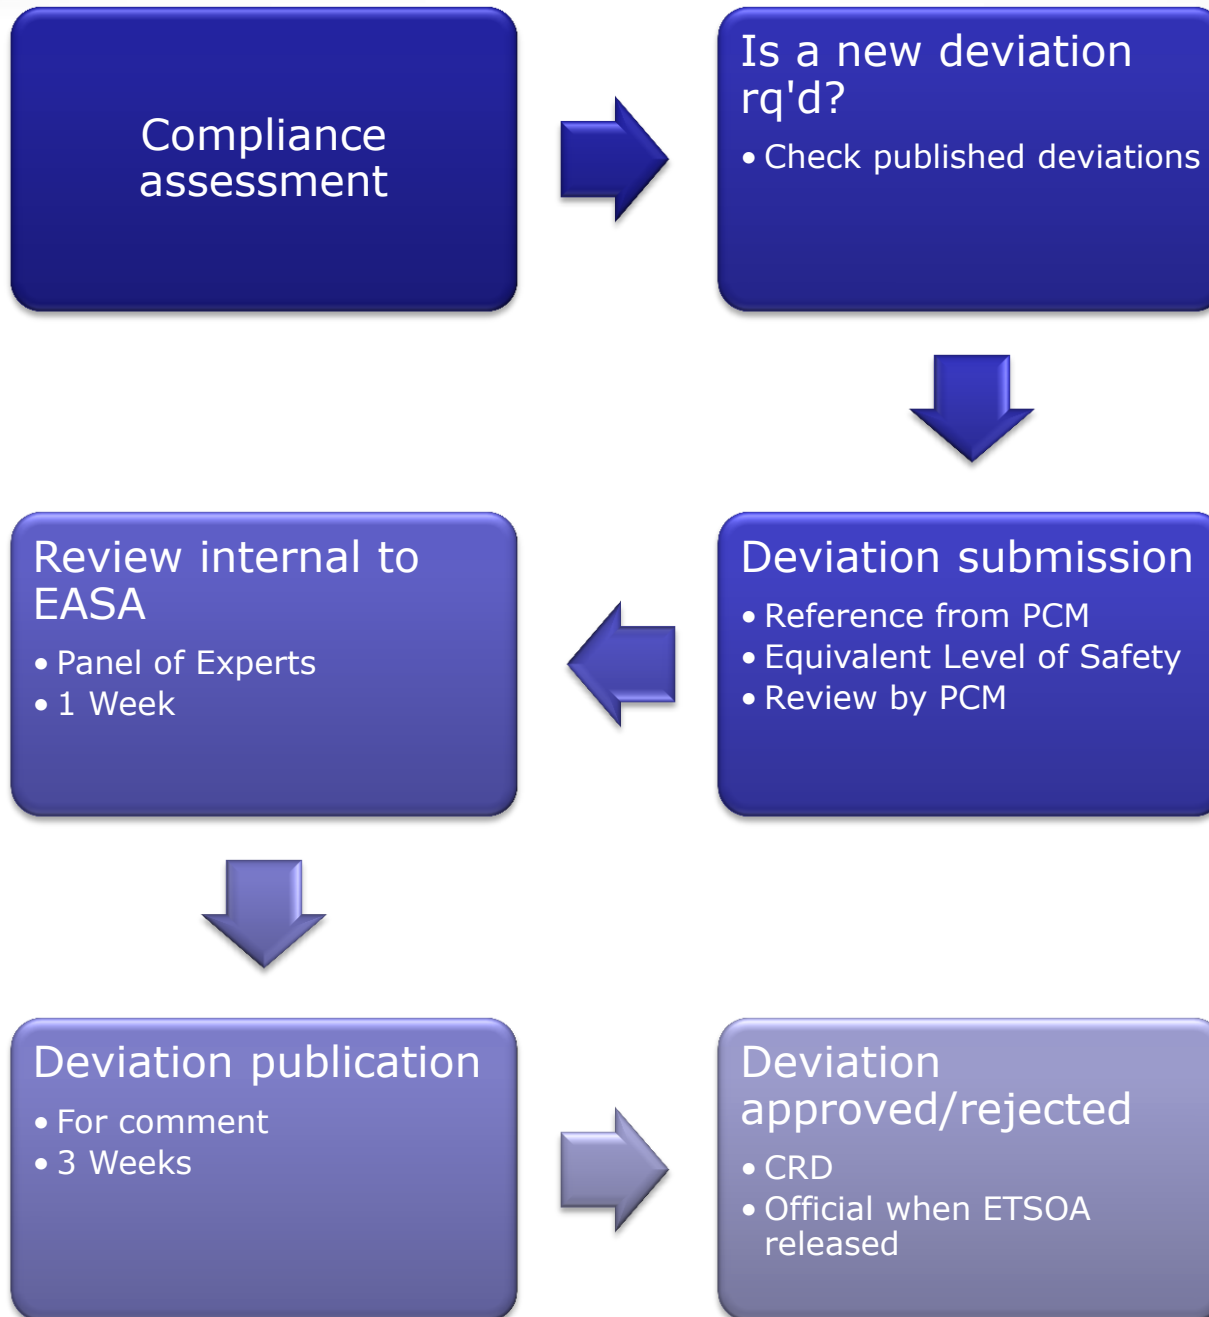 Compliance
assessment
Is a new deviation
rq'd?
• Check published deviations
Deviation submission
• Reference from PCM
• Equivalent Level of Safety
• Review by PCM
Review internal to
EASA
• Panel of Experts
• 1 Week
Deviation publication
• For comment
• 3 Weeks
Deviation
approved/rejected
• CRD
• Official when ETSOA
released